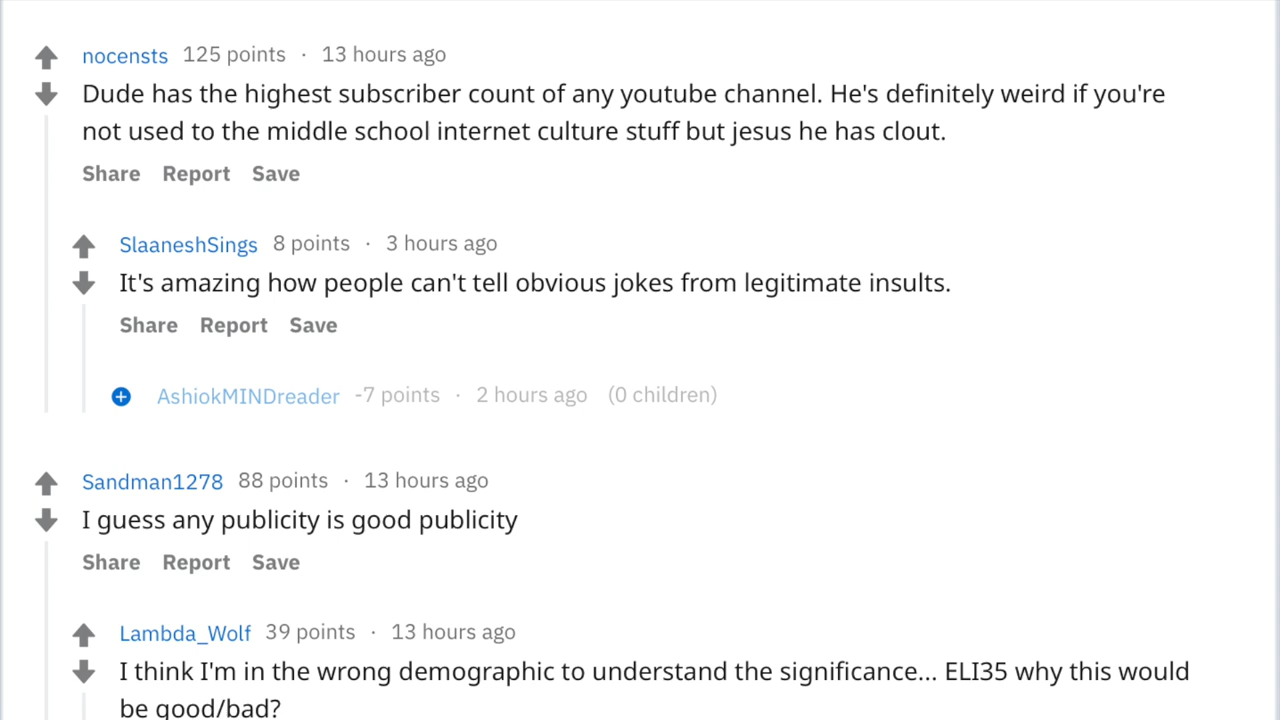 nocensts 125 points · 13 hours ago
Dude has the highest subscriber count of any youtube channel. He's definitely weird if you're
not used to the middle school internet culture stuff but jesus he has clout.
Share Report Save
SlaaneshSings 8 points · 3 hours ago
It's amazing how people can't tell obvious jokes from legitimate insults.
Share Report Save
AshiokMINDreader -7 points · 2 hours ago (0 children)
Sandman1278 88 points · 13 hours ago
I guess any publicity is good publicity
Share Report Save
Lambda_Wolf 39 points · 13 hours ago
I think I'm in the wrong demographic to understand the significance... ELI35 why this would
be good/bad?